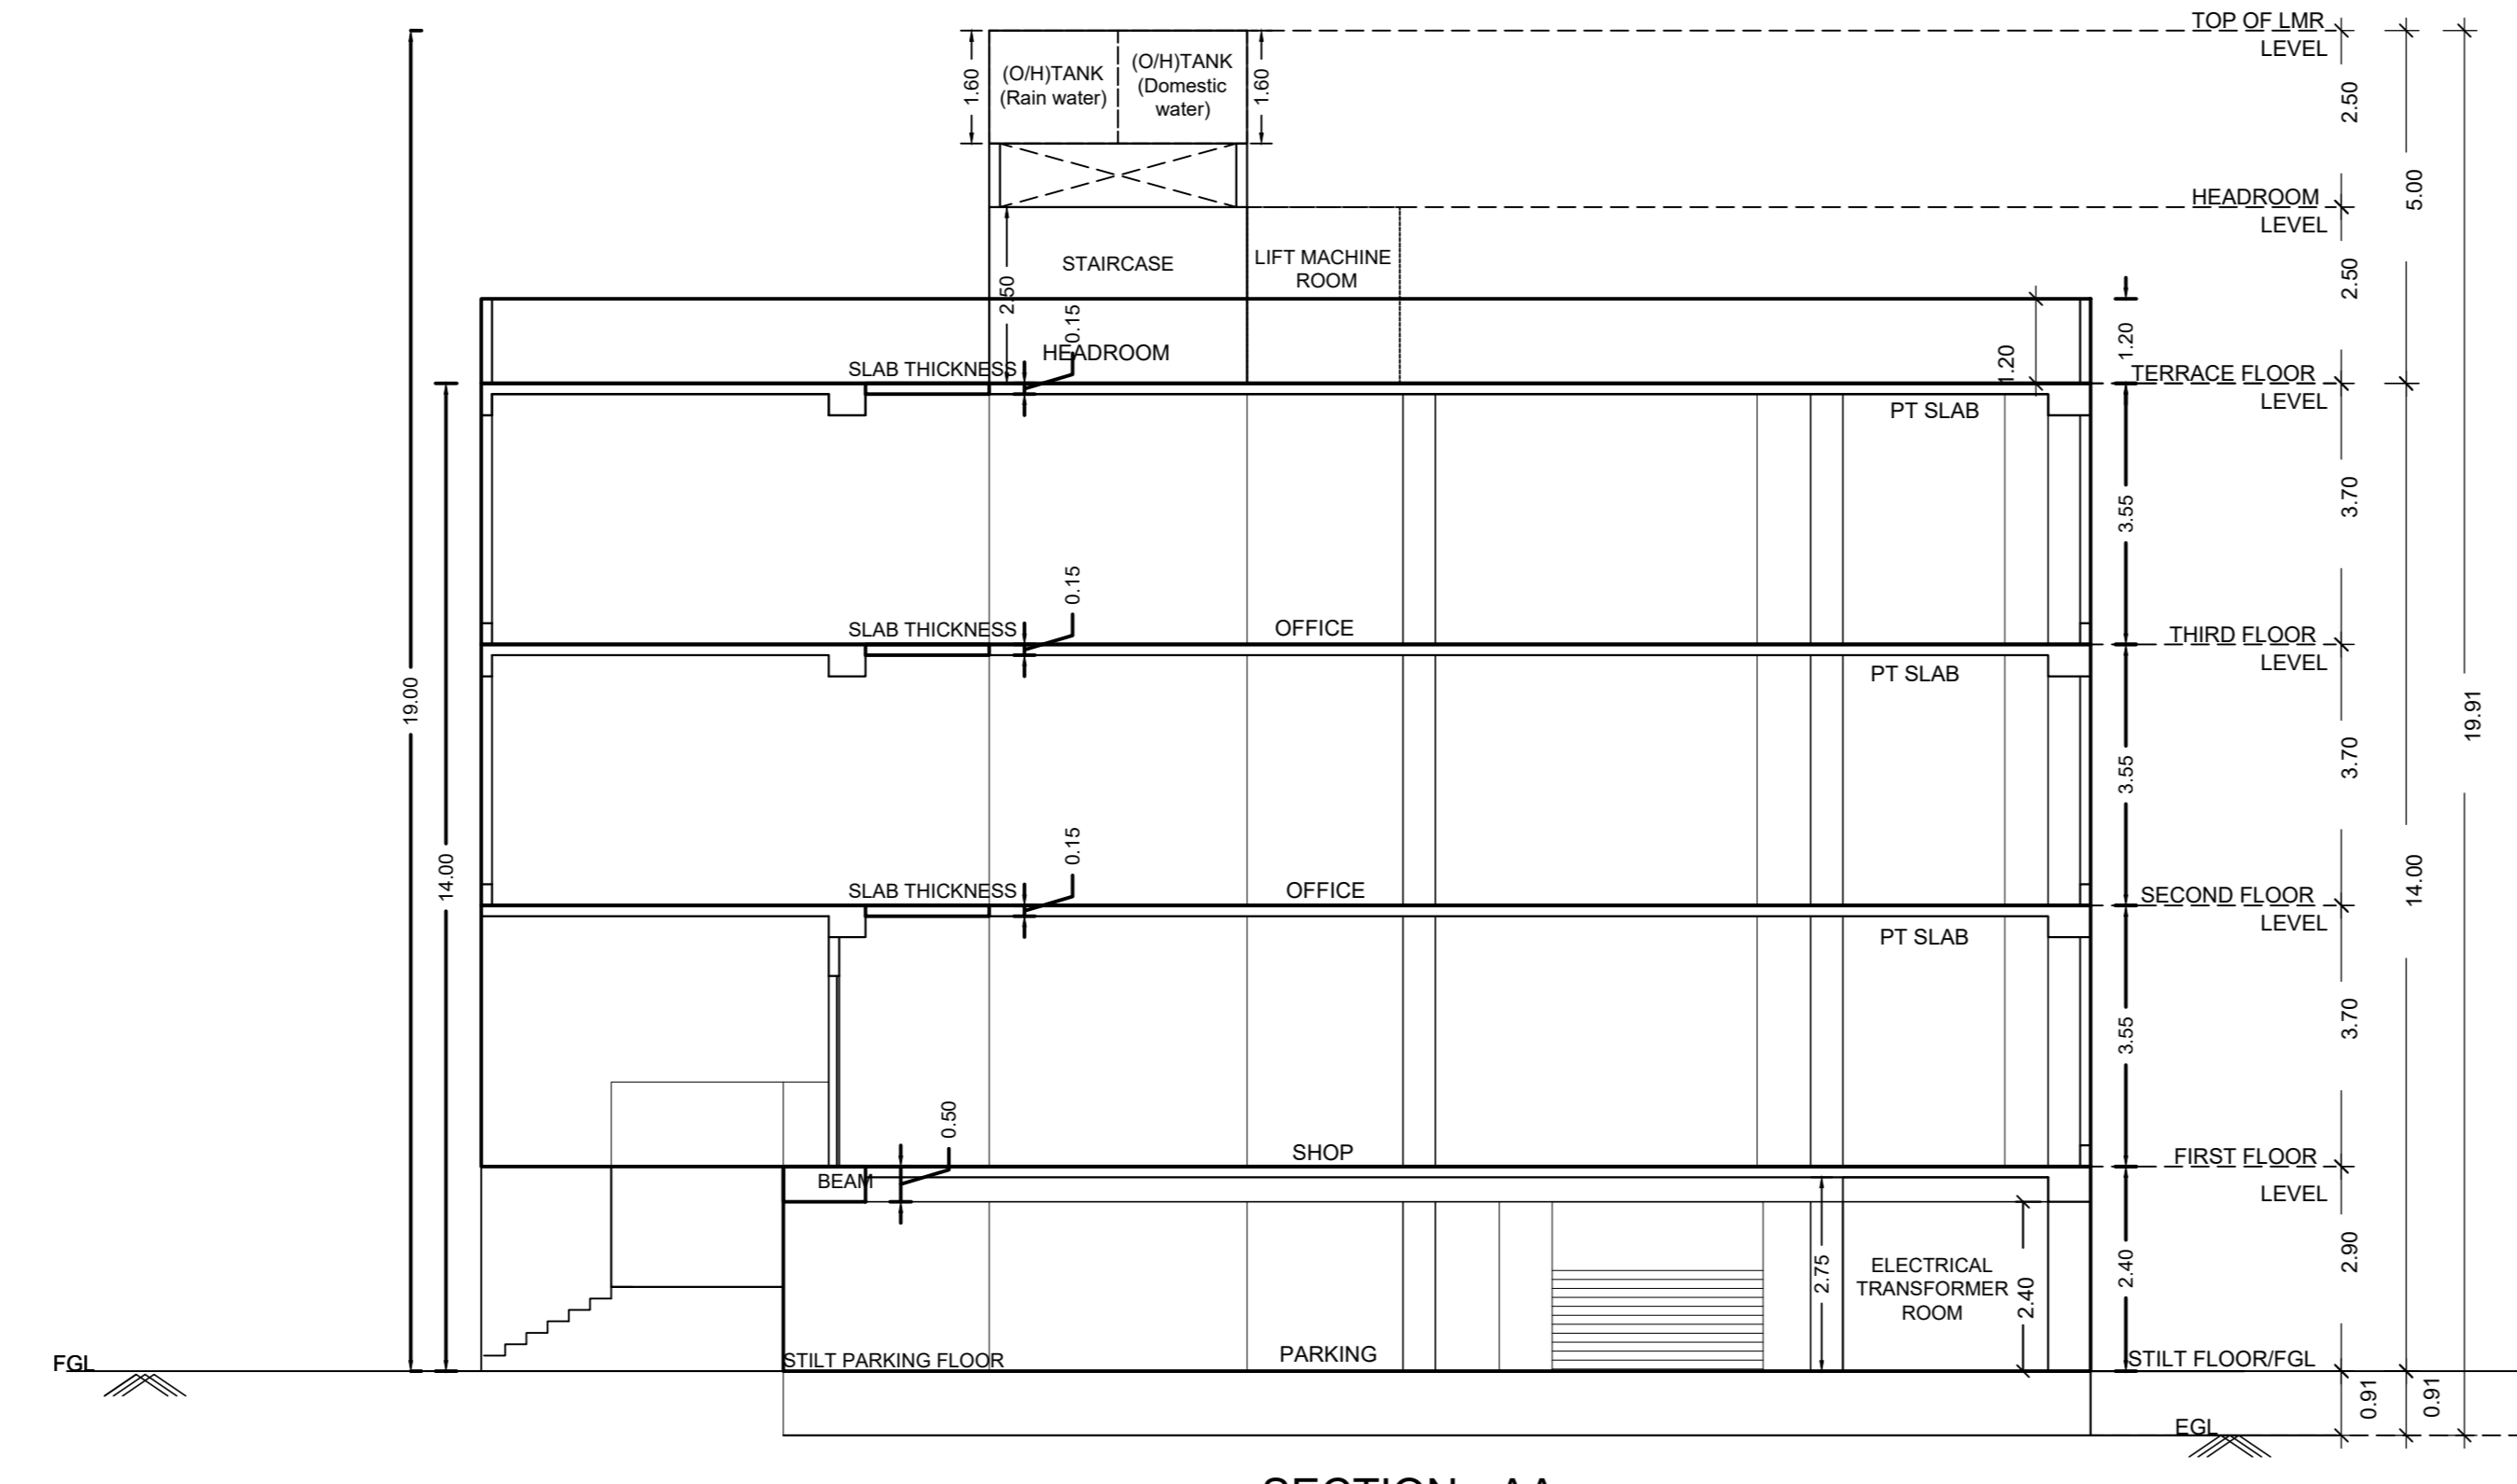 TOP OF LMR
LEVEL
(O/H)TANK
(Rain water)
(O/H)TANK
(Domestic
water)
1.60
1.60
2.50
5.00
HEADROOM
LEVEL
STAIRCASE
LIFT MACHINE
ROOM
2.50
2.50
0.15
HEADROOM
SLAB THICKNESS
1.20
1.20
TERRACE FLOOR
LEVEL
PT SLAB
3.70
3.55
0.15
SLAB THICKNESS
OFFICE
THIRD FLOOR
LEVEL
PT SLAB
19.00
19.91
3.70
3.55
0.15
14.00
14.00
SLAB THICKNESS
OFFICE
SECOND FLOOR
LEVEL
PT SLAB
3.70
3.55
0.50
SHOP
FIRST FLOOR
LEVEL
BEAM
2.90
2.40
2.75
ELECTRICAL
TRANSFORMER
ROOM
2.40
FGL
STILT PARKING FLOOR
PARKING
STILT FLOOR/FGL
0.91
0.91
EGL